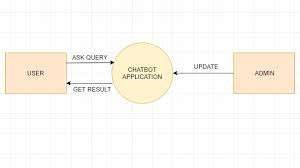 ASK QUERY
USER
GET RESULT
CHATBOT
APPLICATION
UPDATE
ADMIN